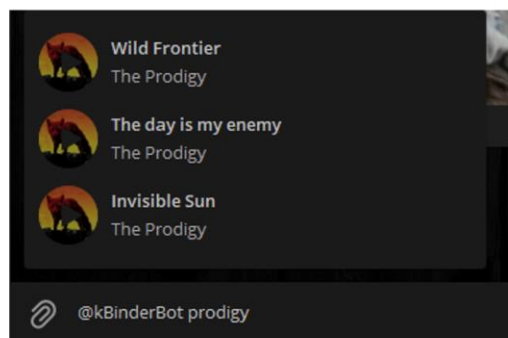 Wild Frontier
The Prodigy
The day is my enemy
The Prodigy
Invisible Sun
The Prodigy
@kBinderBot prodigy